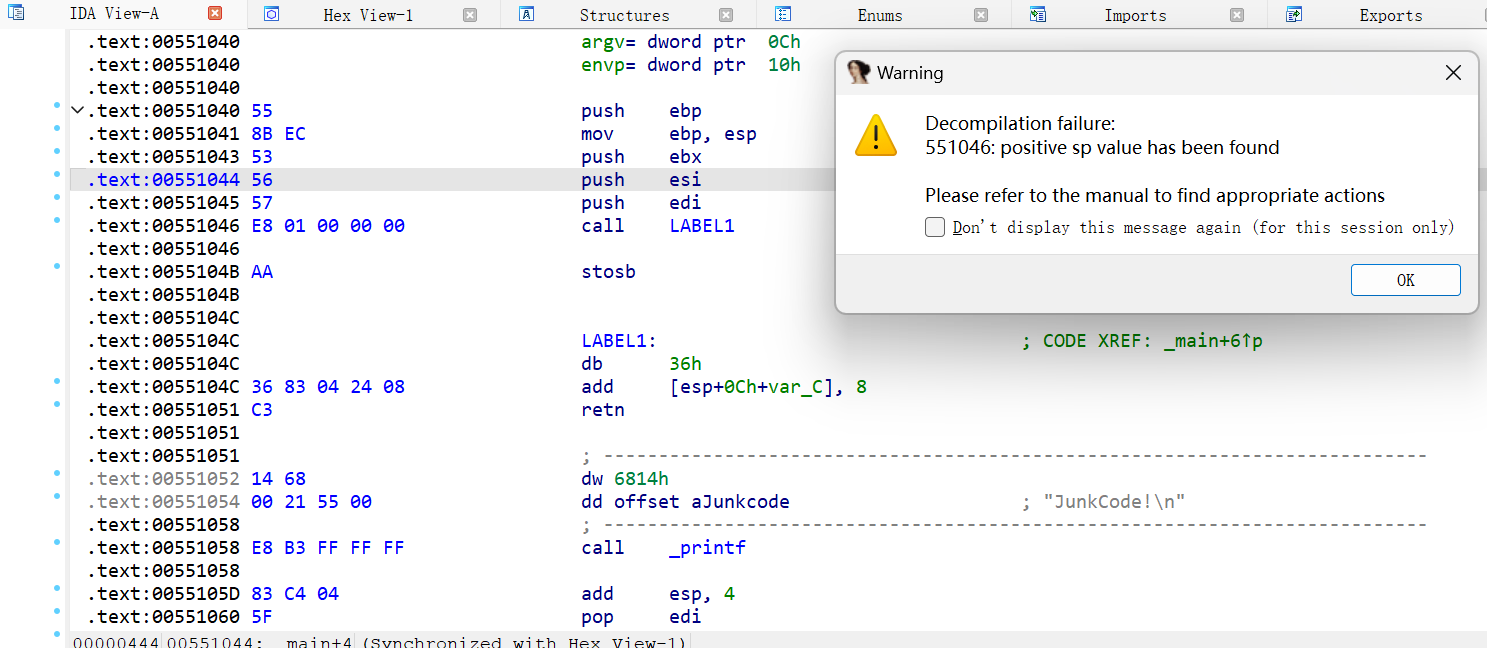 IDA View-A Hex View-1 Structures Enums Imports Exports
.text:00551040 argv= dword ptr 0Ch
.text:00551040 envp= dword ptr 10h
.text:00551040
.text:00551040 55 push ebp
.text:00551041 8B EC mov ebp, esp
.text:00551043 53 push ebx
.text:00551044 56 push esi
.text:00551045 57 push edi
.text:00551046 E8 01 00 00 00 call LABEL1
.text:00551046
.text:0055104B AA stosb
.text:0055104B
.text:0055104C
.text:0055104C LABEL1: ; CODE XREF: _main+6↑p
.text:0055104C db 36h
.text:0055104C 36 83 04 24 08 add [esp+0Ch+var_C], 8
.text:00551051 C3 retn
.text:00551051
.text:00551051 ; ---------------------------------------------------------------------------
.text:00551052 14 68 dw 6814h
.text:00551054 00 21 55 00 dd offset aJunkcode ; "JunkCode!\n"
.text:00551058 ; ---------------------------------------------------------------------------
.text:00551058 E8 B3 FF FF FF call _printf
.text:00551058
.text:0055105D 83 C4 04 add esp, 4
.text:00551060 5F pop edi
00000444 00551044: _main+4 (Synchronized with Hex View-1)
Warning
Decompilation failure:
551046: positive sp value has been found
Please refer to the manual to find appropriate actions
Don't display this message again (for this session only)
OK